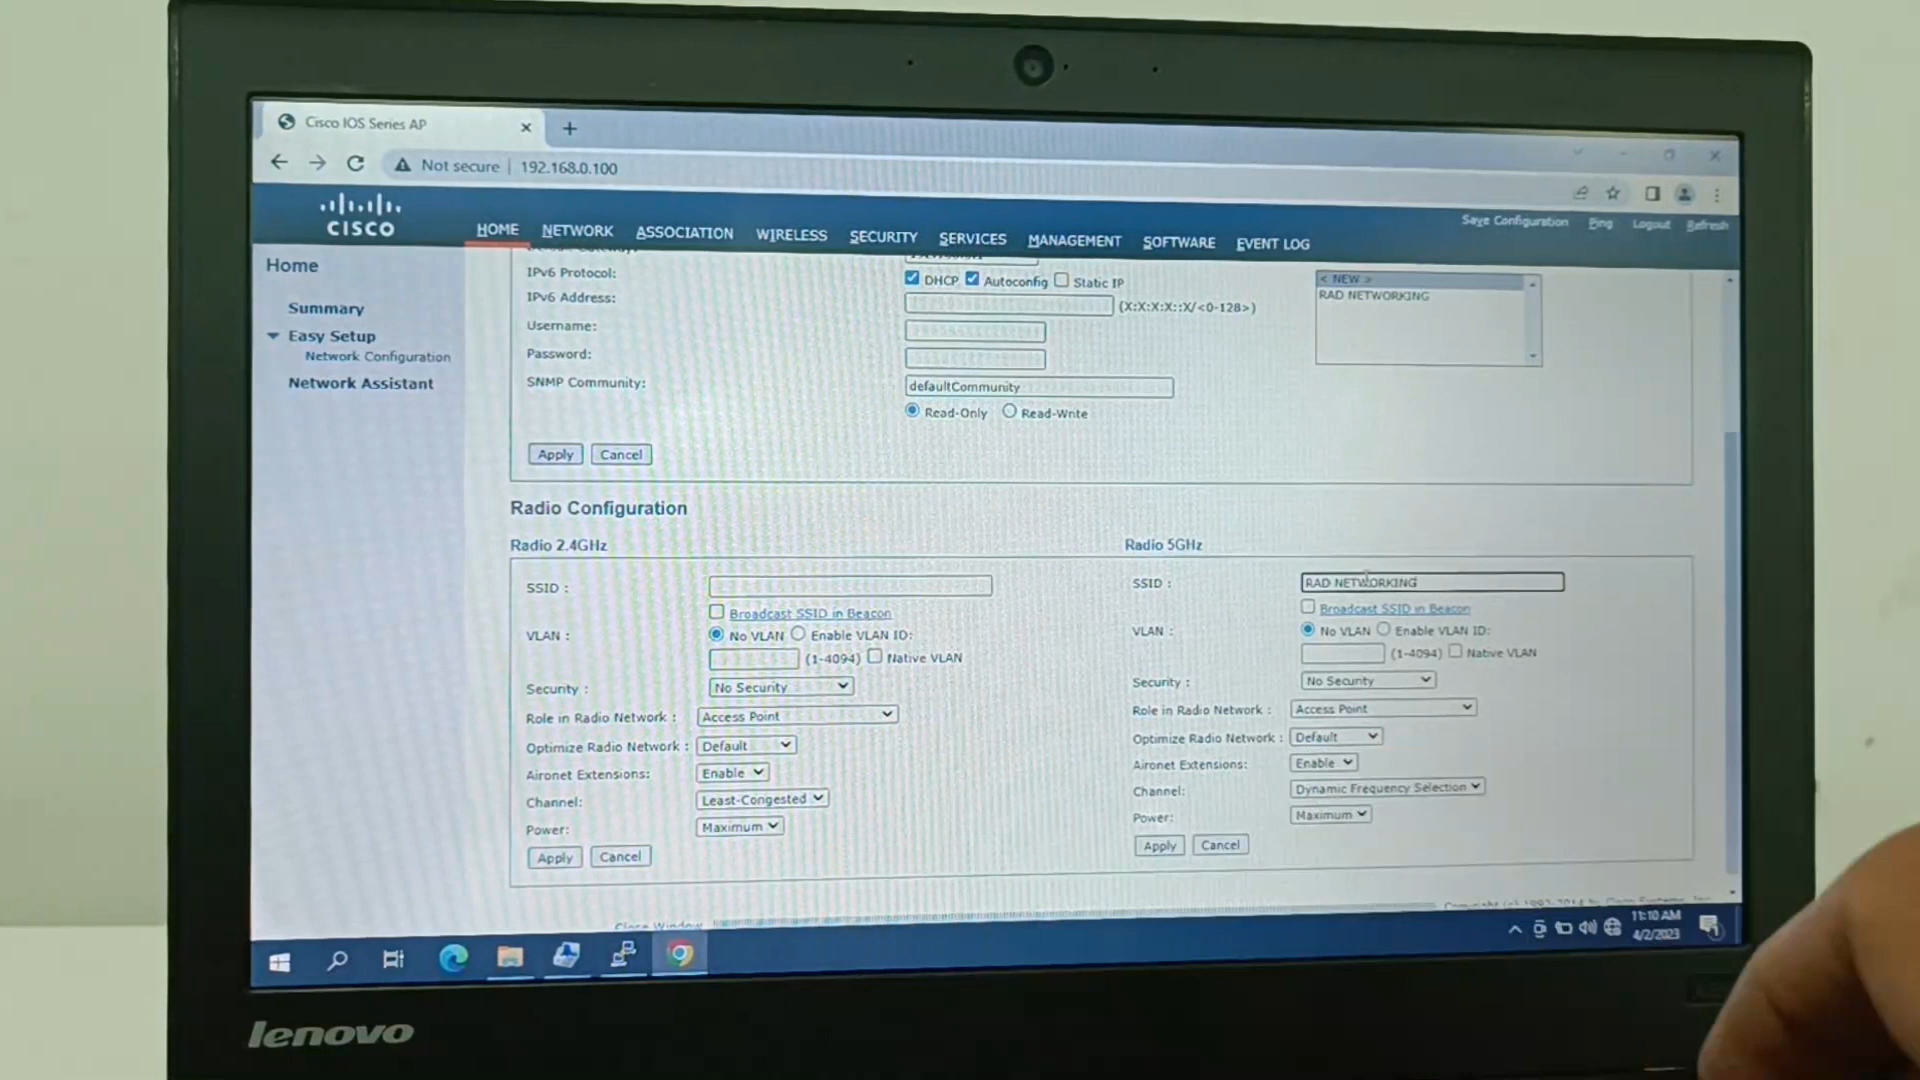 Cisco IOS Series AP
Not secure | 192.168.0.100
CISCO
HOME NETWORK ASSOCIATION WIRELESS SECURITY SERVICES MANAGEMENT SOFTWARE EVENT LOG
Save Configuration Ping Logout Refresh
Home
Summary
Easy Setup
Network Configuration
Network Assistant
IPv6 Protocol: DHCP Autoconfig Static IP
IPv6 Address: (X:X:X:X::X/<0-128>)
Username:
Password:
SNMP Community: defaultCommunity
Read-Only Read-Write
< NEW >
RAD NETWORKING
Apply Cancel
Radio Configuration
Radio 2.4GHz
SSID :
Broadcast SSID in Beacon
VLAN : No VLAN Enable VLAN ID:
(1-4094) Native VLAN
Security : No Security
Role in Radio Network : Access Point
Optimize Radio Network : Default
Aironet Extensions: Enable
Channel: Least-Congested
Power: Maximum
Apply Cancel
Radio 5GHz
SSID : RAD NETWORKING
Broadcast SSID in Beacon
VLAN : No VLAN Enable VLAN ID:
(1-4094) Native VLAN
Security : No Security
Role in Radio Network : Access Point
Optimize Radio Network : Default
Aironet Extensions: Enable
Channel: Dynamic Frequency Selection
Power: Maximum
Apply Cancel
Close Window
11:10 AM
4/2/2023
lenovo